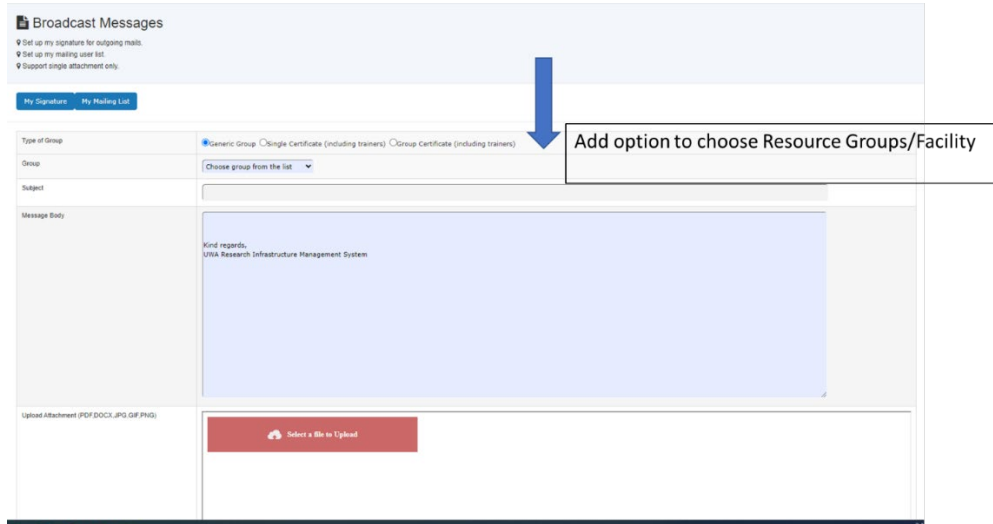 Broadcast Messages
Set up my signature for outgoing mails.
Set up my mailing user list.
Support single attachment only.
My Signature My Mailing List
Type of Group
Generic Group Single Certificate (including trainers) Group Certificate (including trainers)
Add option to choose Resource Groups/Facility
Group
Choose group from the list
Subject
Message Body
Kind regards,
UWA Research Infrastructure Management System
Upload Attachment (PDF,DOCX,JPG,GIF,PNG)
Select a file to Upload